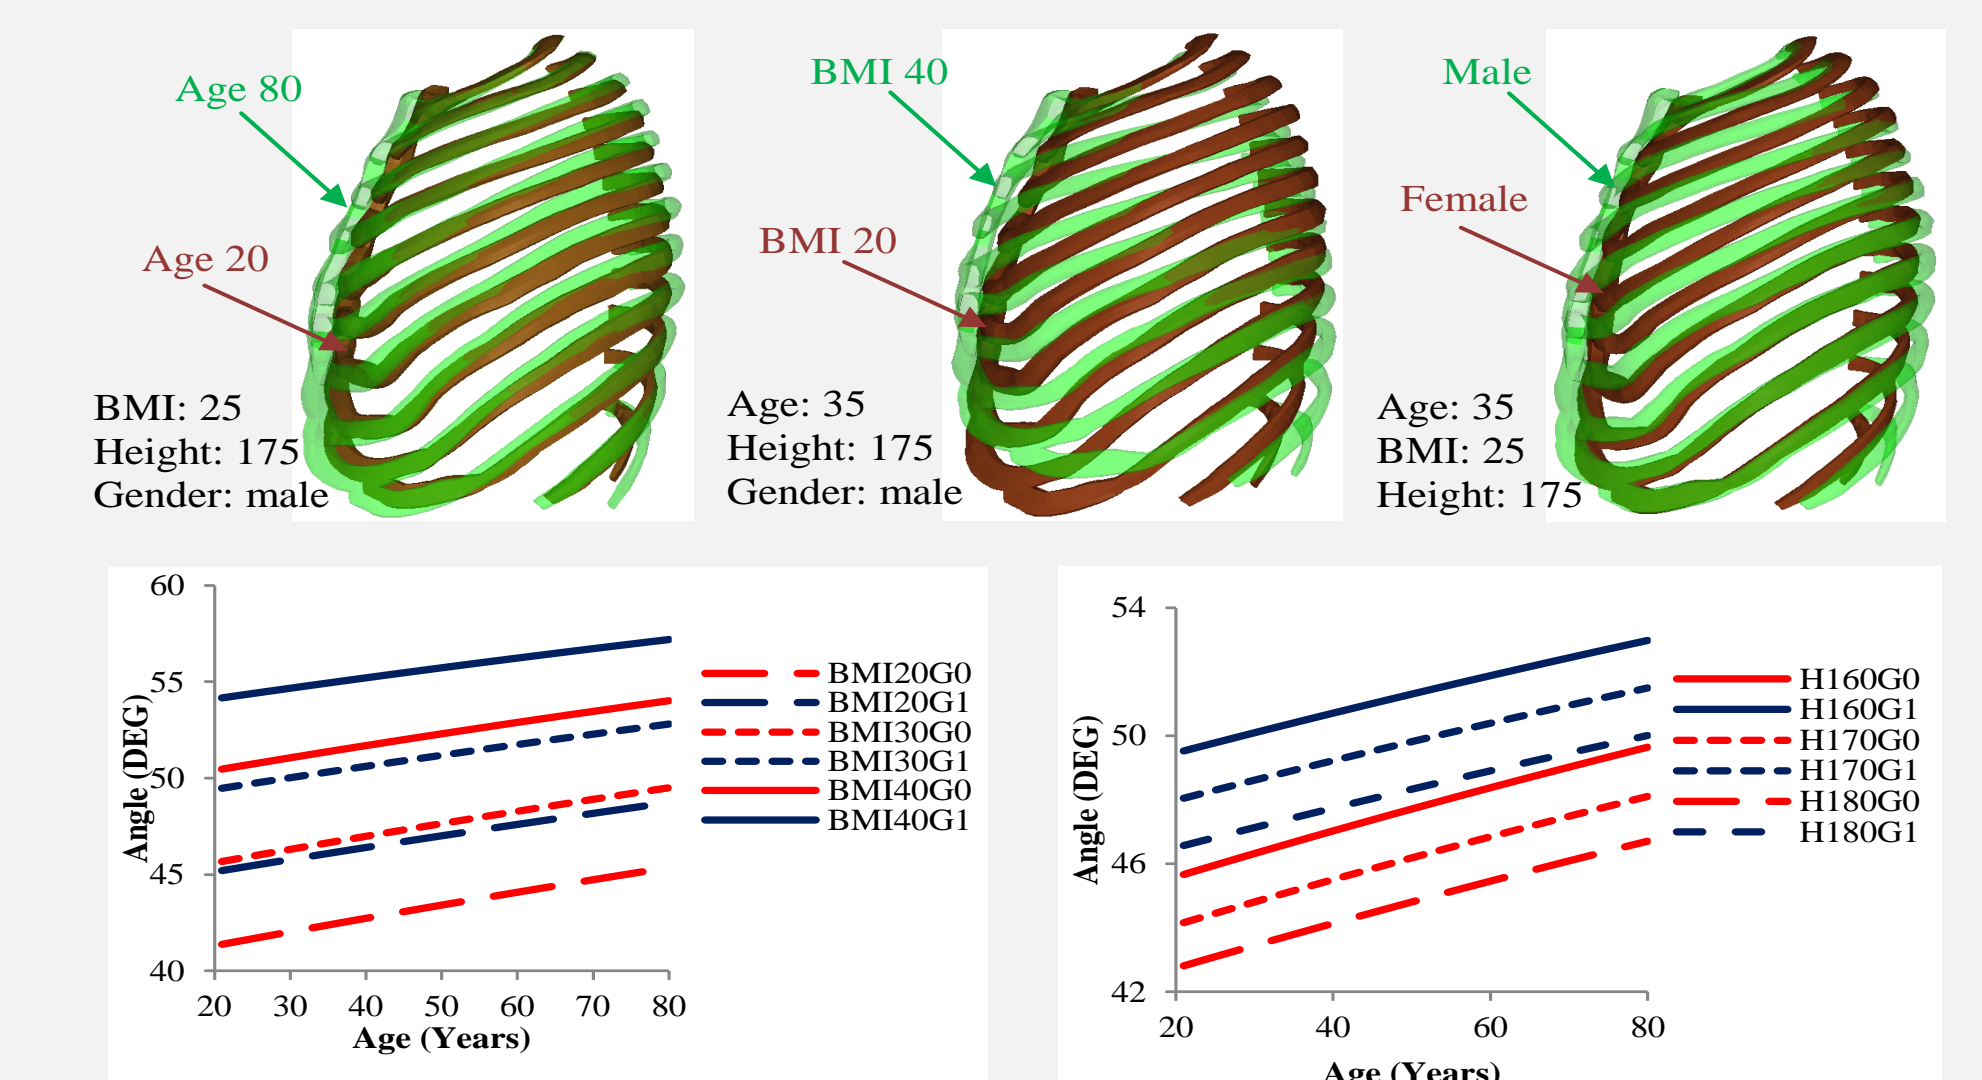 Age 80
Age 20
BMI: 25
Height: 175
Gender: male
BMI 40
BMI 20
Age: 35
Height: 175
Gender: male
Male
Female
Age: 35
BMI: 25
Height: 175
60
55
50
45
40
Angle (DEG)
20 30 40 50 60 70 80
Age (Years)
BMI20G0
BMI20G1
BMI30G0
BMI30G1
BMI40G0
BMI40G1
54
50
46
42
Angle (DEG)
20 40 60 80
Age (Years)
H160G0
H160G1
H170G0
H170G1
H180G0
H180G1